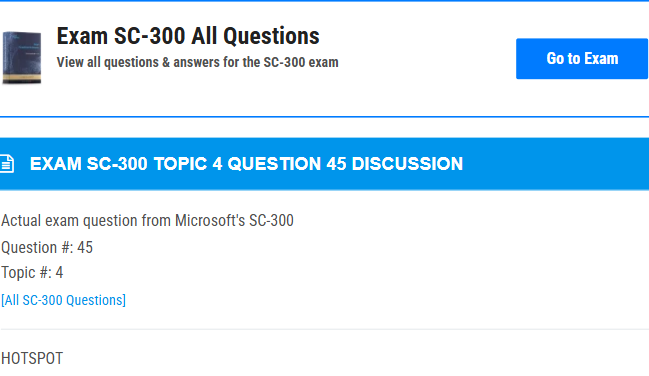 Exam SC-300 All Questions
View all questions & answers for the SC-300 exam
Go to Exam
EXAM SC-300 TOPIC 4 QUESTION 45 DISCUSSION
Actual exam question from Microsoft's SC-300
Question #: 45
Topic #: 4
[All SC-300 Questions]
HOTSPOT